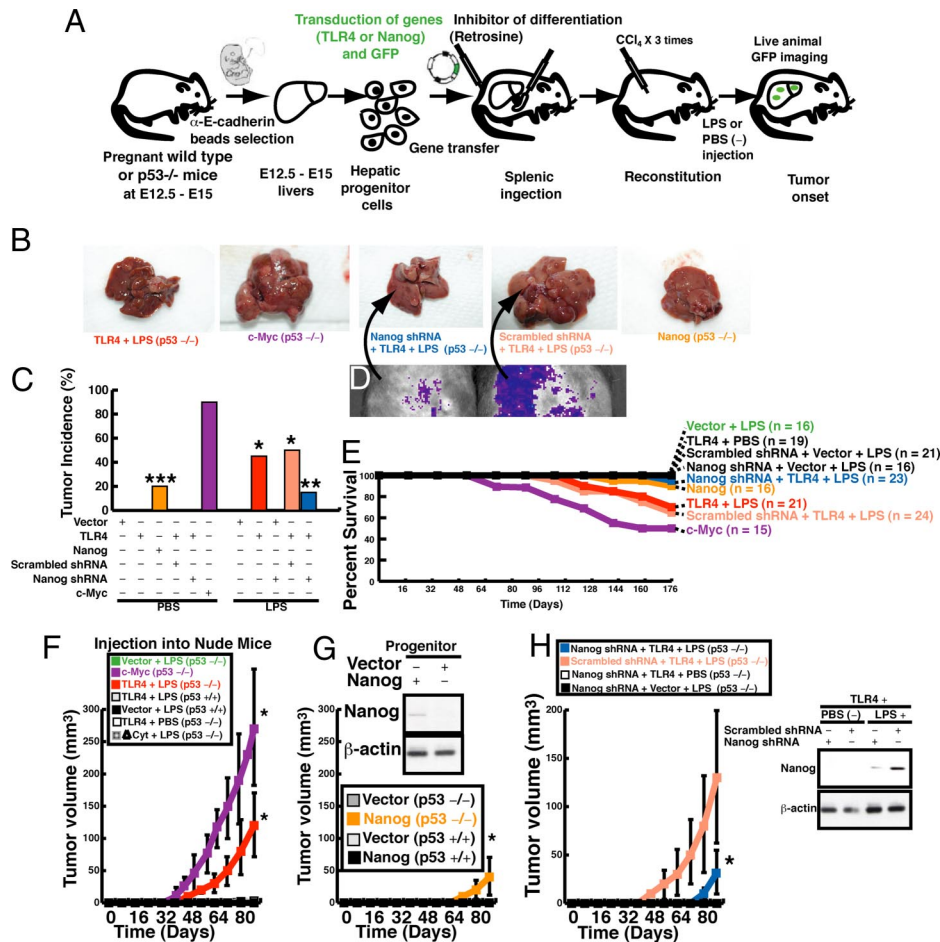 A
Transduction of genes
(TLR4 or Nanog)
and GFP
Inhibitor of differentiation
(Retrosine)
CCl4 X 3 times
Live animal
GFP imaging
α-E-cadherin
beads selection
Gene transfer
LPS or
PBS (−)
injection
Pregnant wild type
or p53-/- mice
at E12.5 - E15
E12.5 - E15
livers
Hepatic
progenitor
cells
Splenic
ingection
Reconstitution
Tumor
onset
B
TLR4 + LPS (p53 −/−)
c-Myc (p53 −/−)
Nanog shRNA
+ TLR4 + LPS (p53 −/−)
Scrambled shRNA
+ TLR4 + LPS (p53 −/−)
Nanog (p53 −/−)
C
Tumor Incidence (%)
100
80
60
40
20
0
***
*
*
**
Vector + − − − − − + − − − −
TLR4 − + − + + − − + − + +
Nanog − − + − − − − − − − −
Scrambled shRNA − − − + − − − − − + −
Nanog shRNA − − − − + − − − + − +
c-Myc − − − − − + − − − − −
PBS
LPS
D
E
Percent Survival
100
80
60
40
20
0
16 32 48 64 80 96 112 128 144 160 176
Time (Days)
Vector + LPS (n = 16)
TLR4 + PBS (n = 19)
Scrambled shRNA + Vector + LPS (n = 21)
Nanog shRNA + Vector + LPS (n = 16)
Nanog shRNA + TLR4 + LPS (n = 23)
Nanog (n = 16)
TLR4 + LPS (n = 21)
Scrambled shRNA + TLR4 + LPS (n = 24)
c-Myc (n = 15)
F
Injection into Nude Mice
Vector + LPS (p53 −/−)
c-Myc (p53 −/−)
TLR4 + LPS (p53 −/−)
TLR4 + LPS (p53 +/+)
Vector + LPS (p53 +/+)
TLR4 + PBS (p53 −/−)
ΔCyt + LPS (p53 −/−)
Tumor volume (mm3)
300
250
200
150
100
50
0
*
*
0 16 32 48 64 80
Time (Days)
G
Progenitor
Vector − +
Nanog + −
Nanog
β-actin
Vector (p53 −/−)
Nanog (p53 −/−)
Vector (p53 +/+)
Nanog (p53 +/+)
Tumor volume (mm3)
300
250
200
150
100
50
0
*
0 16 32 48 64 80
Time (Days)
H
Nanog shRNA + TLR4 + LPS (p53 −/−)
Scrambled shRNA + TLR4 + LPS (p53 −/−)
Nanog shRNA + TLR4 + PBS (p53 −/−)
Nanog shRNA + Vector + LPS (p53 −/−)
Tumor volume (mm3)
200
150
100
50
0
*
0 16 32 48 64 80
Time (Days)
TLR4 +
PBS (−) LPS +
Scrambled shRNA − + − +
Nanog shRNA + − + −
Nanog
β-actin